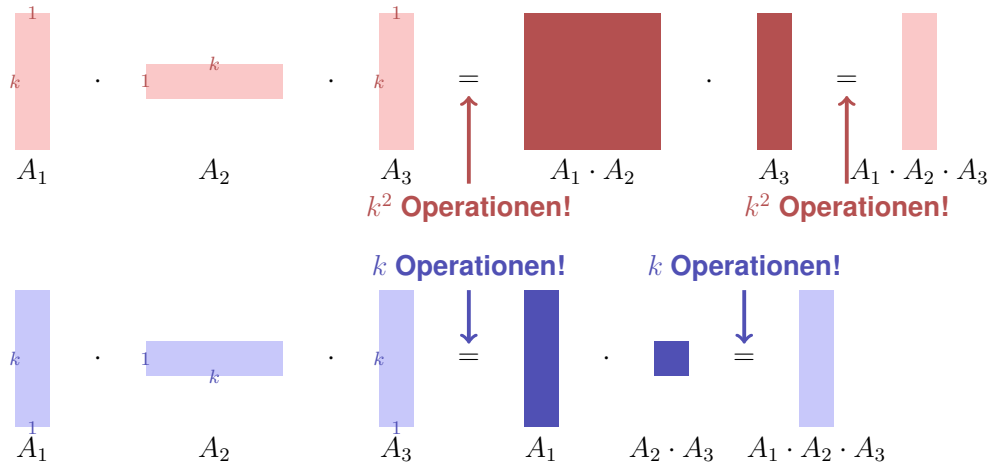 1 1
k · 1 k · k = · =
A₁ A₂ A₃ A₁ · A₂ A₃ A₁ · A₂ · A₃
k² Operationen! k² Operationen!
k Operationen! k Operationen!
k · 1 k · k = · =
1 1
A₁ A₂ A₃ A₁ A₂ · A₃ A₁ · A₂ · A₃